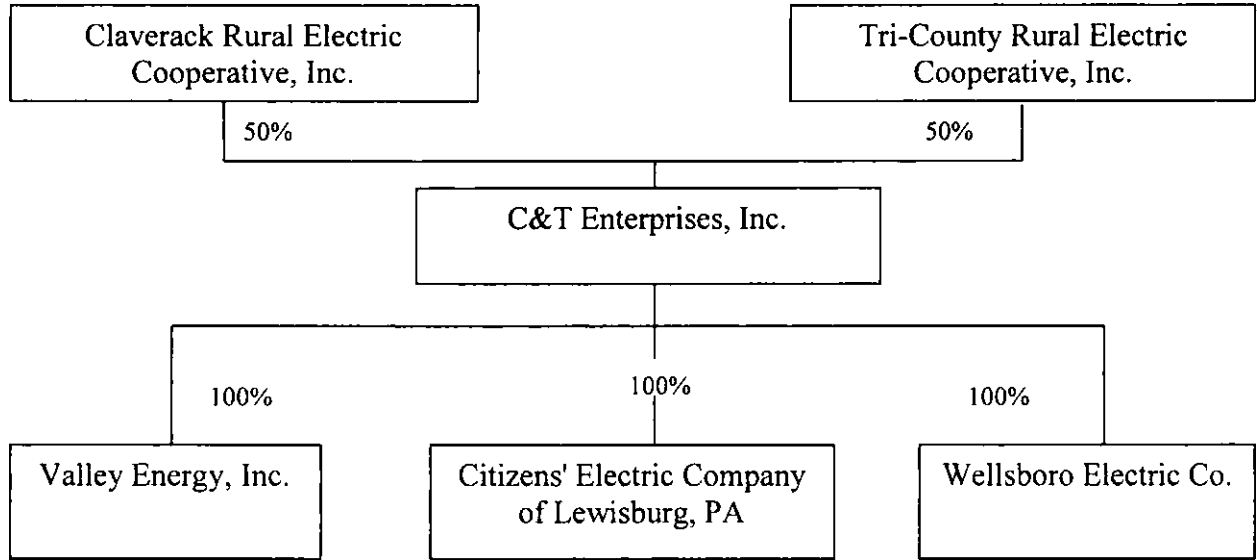 Claverack Rural Electric
Cooperative, Inc.
Tri-County Rural Electric
Cooperative, Inc.
50%
50%
C&T Enterprises, Inc.
100%
100%
100%
Valley Energy, Inc.
Citizens' Electric Company
of Lewisburg, PA
Wellsboro Electric Co.